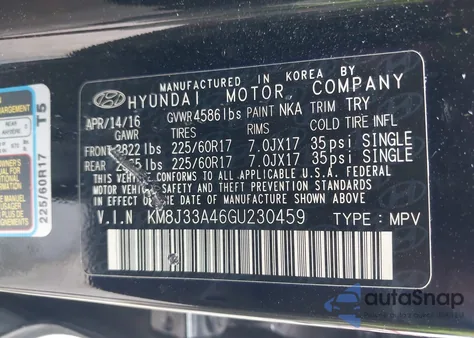 MANUFACTURED IN KOREA BY
HYUNDAI MOTOR COMPANY
APR/14/16 GVWR 4586 lbs PAINT NKA TRIM TRY
GAWR TIRES RIMS COLD TIRE INFL
FRONT 2822 lbs 225/60R17 7.0JX17 35psi SINGLE
REAR lbs 225/60R17 7.0JX17 35psi SINGLE
THIS VEHICLE CONFORMS TO ALL APPLICABLE U.S.A. FEDERAL
MOTOR VEHICLE SAFETY, BUMPER, AND THEFT PREVENTION
STANDARDS IN EFFECT ON THE DATE OF MANUFACTURE
SHOWN ABOVE.
V.I.N KM8J33A46GU230459 TYPE : MPV
225/60R17 T5
autoSnap